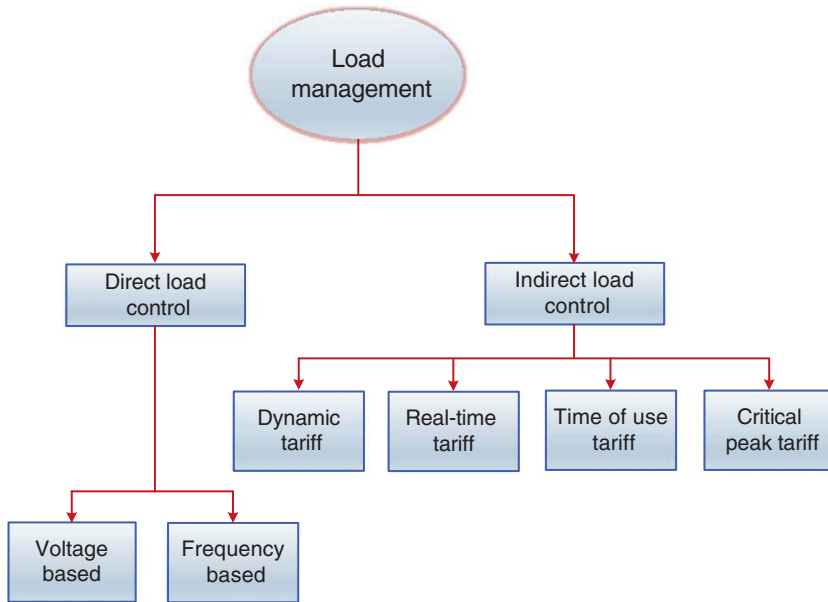 Load
management
Direct load
control
Indirect load
control
Dynamic
tariff
Real-time
tariff
Time of use
tariff
Critical
peak tariff
Voltage
based
Frequency
based